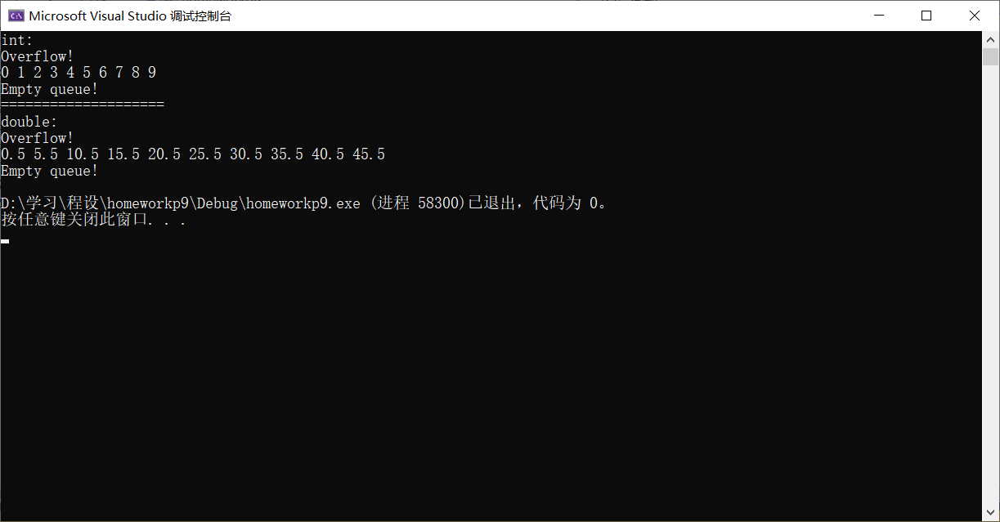 Microsoft Visual Studio 调试控制台
int:
Overflow!
0 1 2 3 4 5 6 7 8 9
Empty queue!
====================
double:
Overflow!
0.5 5.5 10.5 15.5 20.5 25.5 30.5 35.5 40.5 45.5
Empty queue!
D:\学习\程设\homeworkp9\Debug\homeworkp9.exe (进程 58300)已退出，代码为 0。
按任意键关闭此窗口. . .